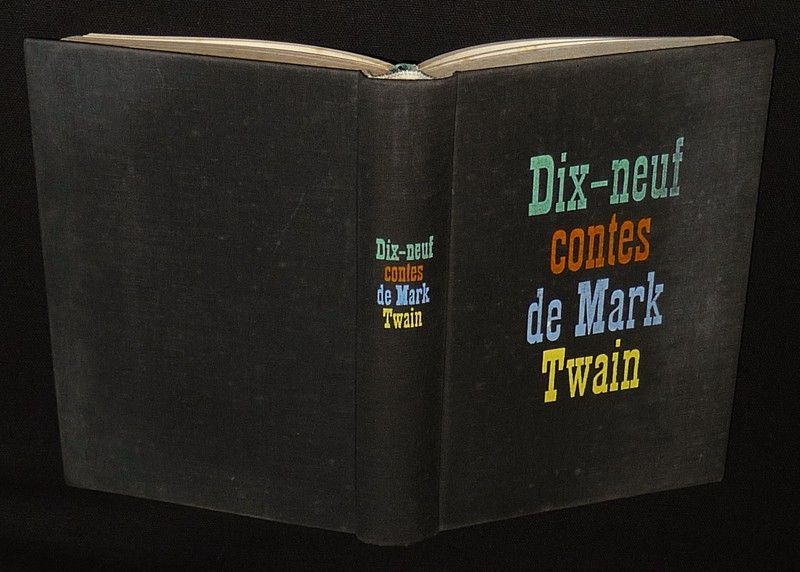 Dix-neuf
contes
de Mark
Twain
Dix-neuf
contes
de Mark
Twain